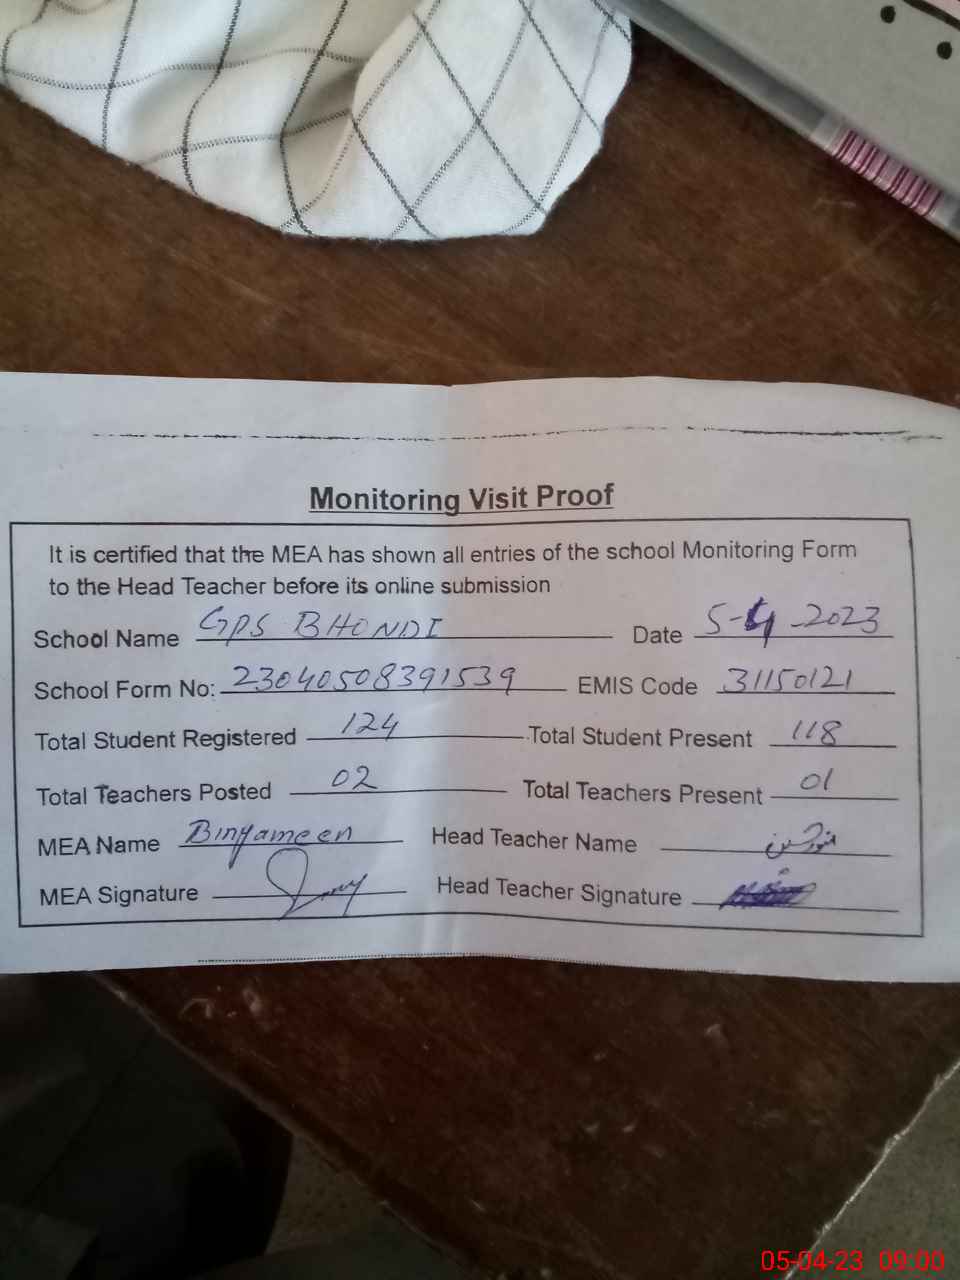 Monitoring Visit Proof
It is certified that the MEA has shown all entries of the school Monitoring Form
to the Head Teacher before its online submission
School Name GPS BHONDI Date 5-4-2023
School Form No: 23040508391539 EMIS Code 31150121
Total Student Registered 124 Total Student Present 118
Total Teachers Posted 02 Total Teachers Present 01
MEA Name Binyameen Head Teacher Name
MEA Signature Head Teacher Signature
05-04-23 09:00